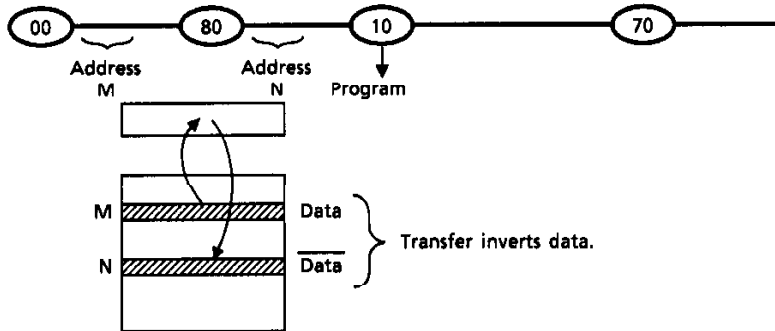 00 80 10 70
Address Address
M N Program
M Data
Transfer inverts data.
N Data